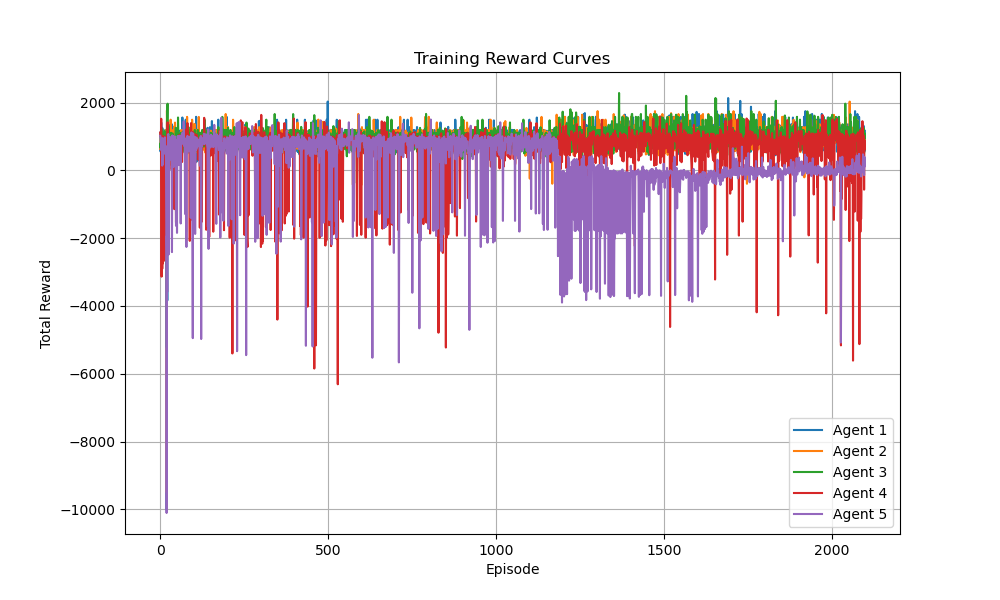 Training Reward Curves
2000
0
−2000
−4000
−6000
−8000
−10000
Total Reward
0 500 1000 1500 2000
Episode
Agent 1
Agent 2
Agent 3
Agent 4
Agent 5